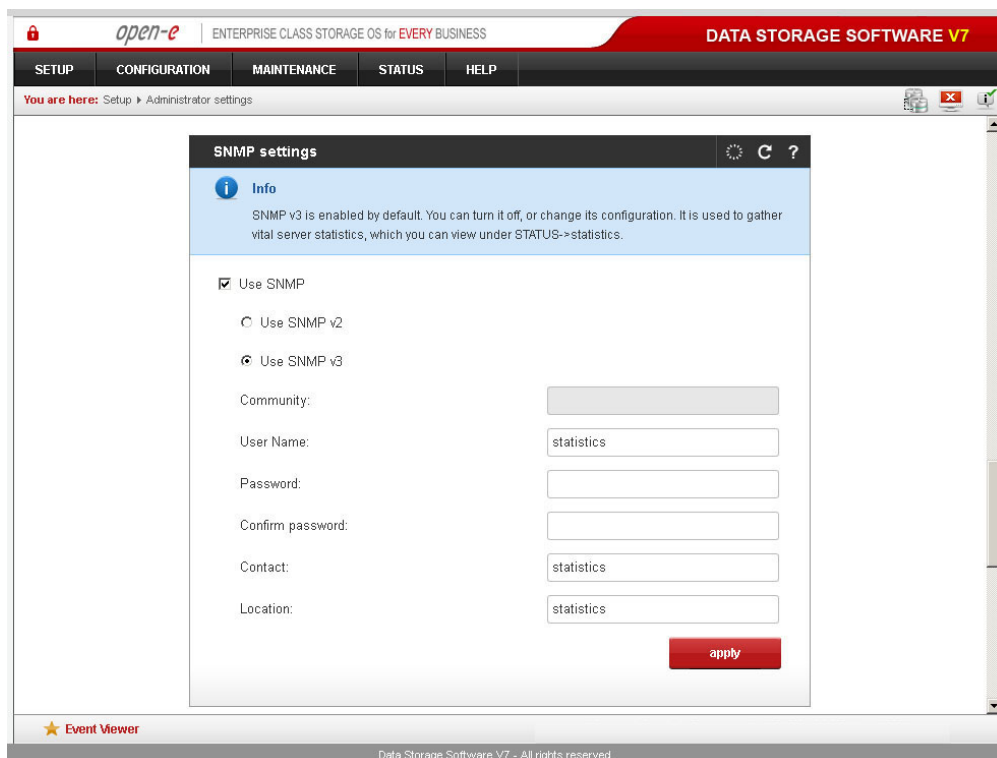 open-e ENTERPRISE CLASS STORAGE OS for EVERY BUSINESS DATA STORAGE SOFTWARE V7
SETUP CONFIGURATION MAINTENANCE STATUS HELP
You are here: Setup Administrator settings
SNMP settings ?
Info
SNMP v3 is enabled by default. You can turn it off, or change its configuration. It is used to gather
vital server statistics, which you can view under STATUS->statistics.
Use SNMP
Use SNMP v2
Use SNMP v3
Community:
User Name: statistics
Password:
Confirm password:
Contact: statistics
Location: statistics
apply
Event Viewer
Data Storage Software V7 - All rights reserved